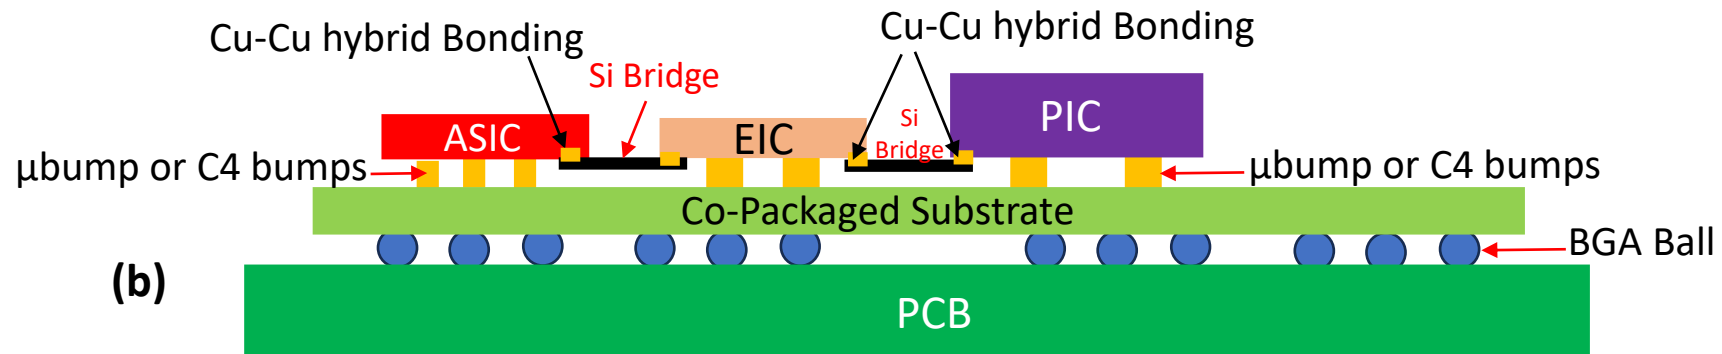 Cu-Cu hybrid Bonding
Cu-Cu hybrid Bonding
Si Bridge
Si
Bridge
ASIC
EIC
PIC
μbump or C4 bumps
μbump or C4 bumps
Co-Packaged Substrate
BGA Ball
(b)
PCB